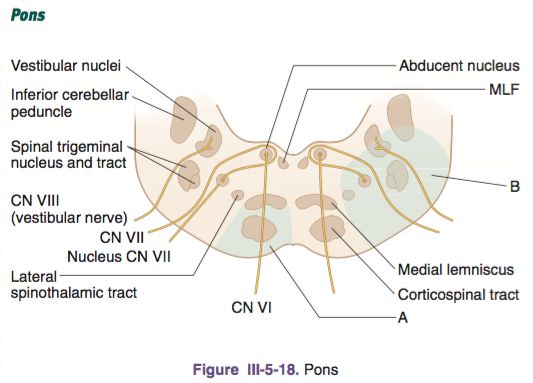 Pons
Vestibular nuclei
Inferior cerebellar
peduncle
Spinal trigeminal
nucleus and tract
CN VIII
(vestibular nerve)
CN VII
Nucleus CN VII
Lateral
spinothalamic tract
CN VI
Abducent nucleus
MLF
B
Medial lemniscus
Corticospinal tract
A
Figure III-5-18. Pons